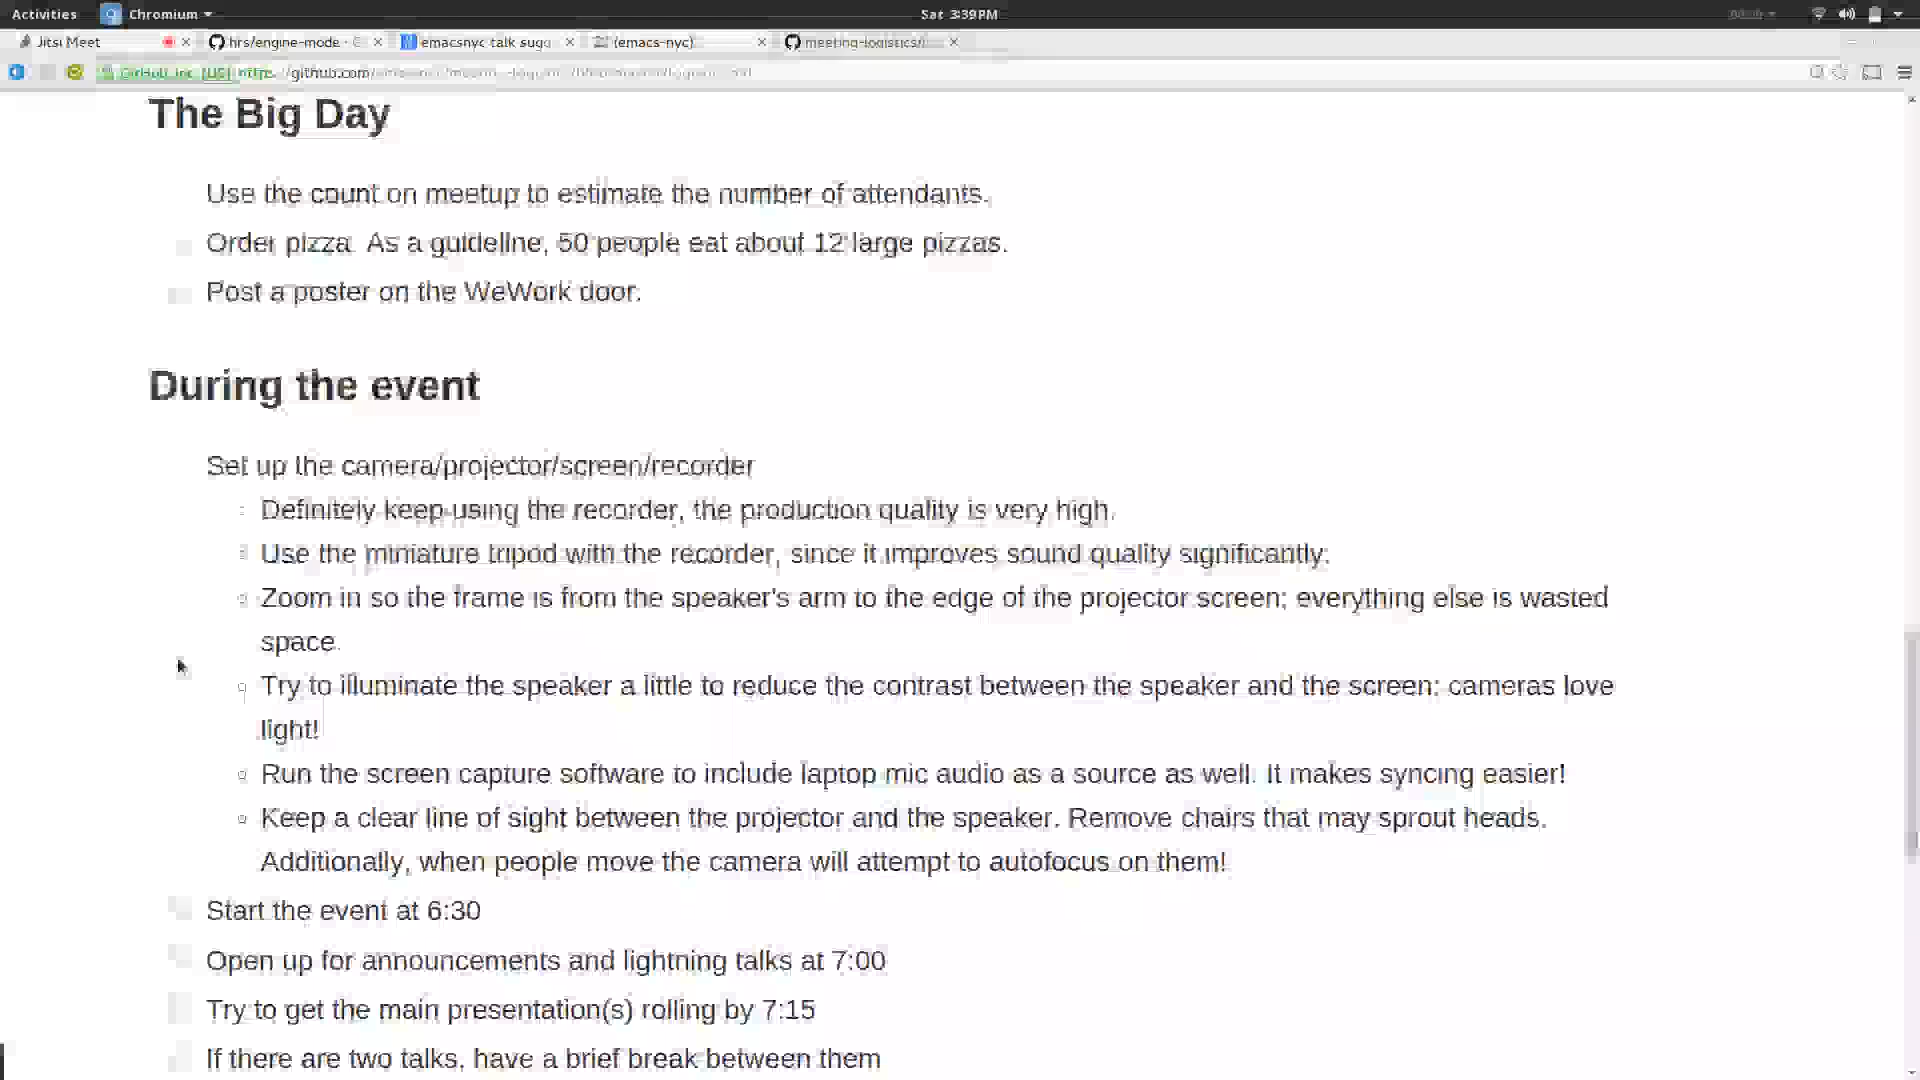 Activities Chromium Sat 3:39PM
Jitsi Meet hrs/engine-mode · emacsnyc talk sugg (emacs-nyc) meeting-logistics/l
GitHub, Inc. [US] https://github.com/
The Big Day
Use the count on meetup to estimate the number of attendants.
Order pizza. As a guideline, 50 people eat about 12 large pizzas.
Post a poster on the WeWork door.
During the event
Set up the camera/projector/screen/recorder
Definitely keep using the recorder, the production quality is very high.
Use the miniature tripod with the recorder, since it improves sound quality significantly.
Zoom in so the frame is from the speaker's arm to the edge of the projector screen; everything else is wasted
space.
Try to illuminate the speaker a little to reduce the contrast between the speaker and the screen; cameras love
light!
Run the screen capture software to include laptop mic audio as a source as well. It makes syncing easier!
Keep a clear line of sight between the projector and the speaker. Remove chairs that may sprout heads.
Additionally, when people move the camera will attempt to autofocus on them!
Start the event at 6:30
Open up for announcements and lightning talks at 7:00
Try to get the main presentation(s) rolling by 7:15
If there are two talks, have a brief break between them